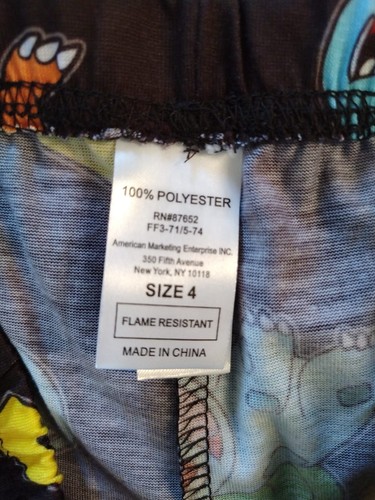 100% POLYESTER
RN#87652
FF3-71/5-74
American Marketing Enterprise INC.
350 Fifth Avenue
New York, NY 10118
SIZE 4
FLAME RESISTANT
MADE IN CHINA